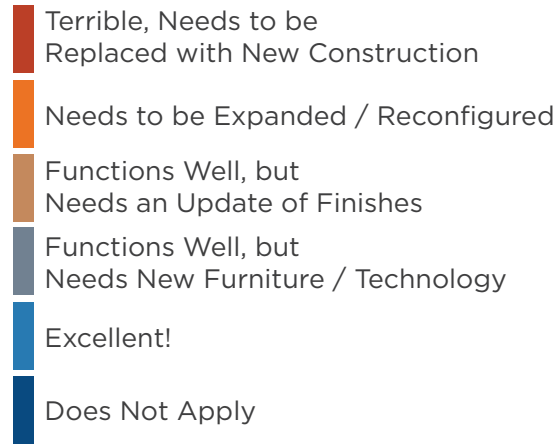 Terrible, Needs to be
Replaced with New Construction
Needs to be Expanded / Reconfigured
Functions Well, but
Needs an Update of Finishes
Functions Well, but
Needs New Furniture / Technology
Excellent!
Does Not Apply